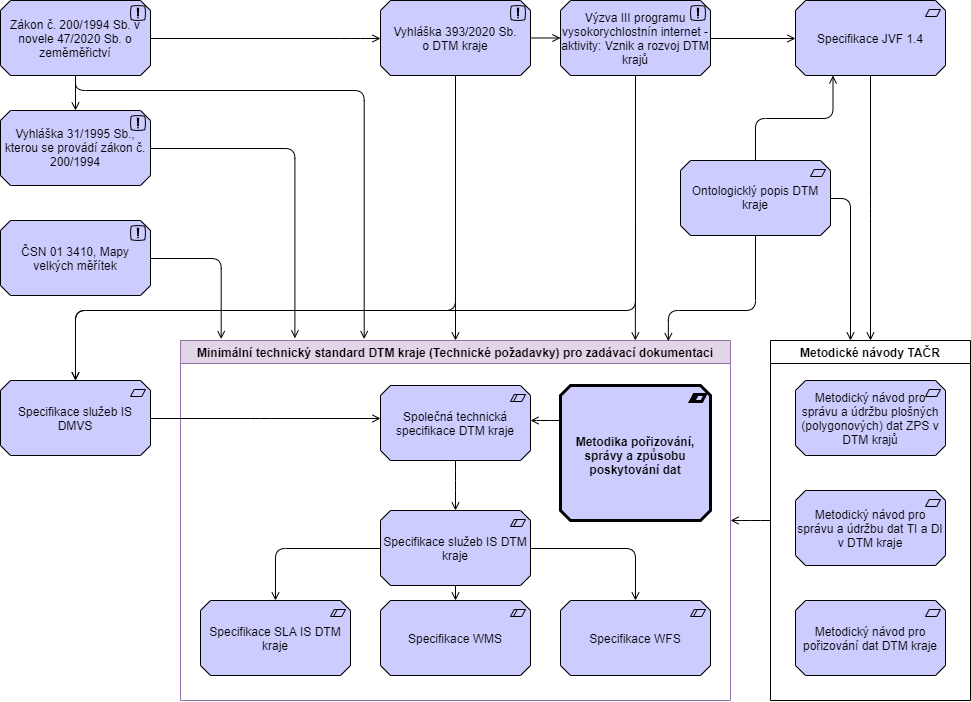 Zákon č. 200/1994 Sb. v
novele 47/2020 Sb. o
zeměměřictví
Vyhláška 393/2020 Sb.
o DTM kraje
Výzva III programu
vysokorychlostnín internet -
aktivity: Vznik a rozvoj DTM
krajů
Specifikace JVF 1.4
Vyhláška 31/1995 Sb.,
kterou se provádí zákon č.
200/1994
Ontologicklý popis DTM
kraje
ČSN 01 3410, Mapy
velkých měřítek
Minimální technický standard DTM kraje (Technické požadavky) pro zadávací dokumentaci
Metodické návody TAČR
Specifikace služeb IS
DMVS
Společná technická
specifikace DTM kraje
Metodika pořizování,
správy a způsobu
poskytování dat
Metodický návod pro
správu a údržbu plošných
(polygonových) dat ZPS v
DTM krajů
Specifikace služeb IS DTM
kraje
Metodický návod pro
správu a údržbu dat TI a DI
v DTM kraje
Specifikace SLA IS DTM
kraje
Specifikace WMS
Specifikace WFS
Metodický návod pro
pořizování dat DTM kraje